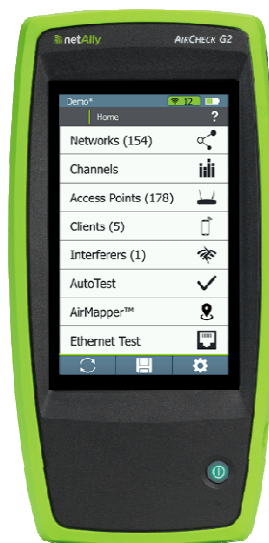 netAlly AIRCHECK G2
Demo* 12
Home ?
Networks (154)
Channels
Access Points (178)
Clients (5)
Interferers (1)
AutoTest
AirMapper™
Ethernet Test